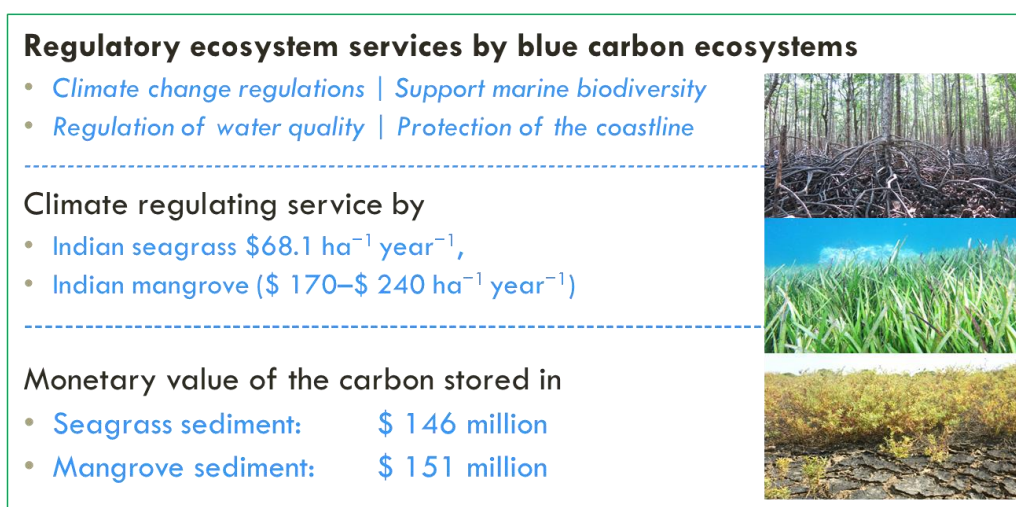 Regulatory ecosystem services by blue carbon ecosystems
• Climate change regulations | Support marine biodiversity
• Regulation of water quality | Protection of the coastline
Climate regulating service by
• Indian seagrass $68.1 ha⁻¹ year⁻¹,
• Indian mangrove ($ 170–$ 240 ha⁻¹ year⁻¹)
Monetary value of the carbon stored in
• Seagrass sediment: $ 146 million
• Mangrove sediment: $ 151 million